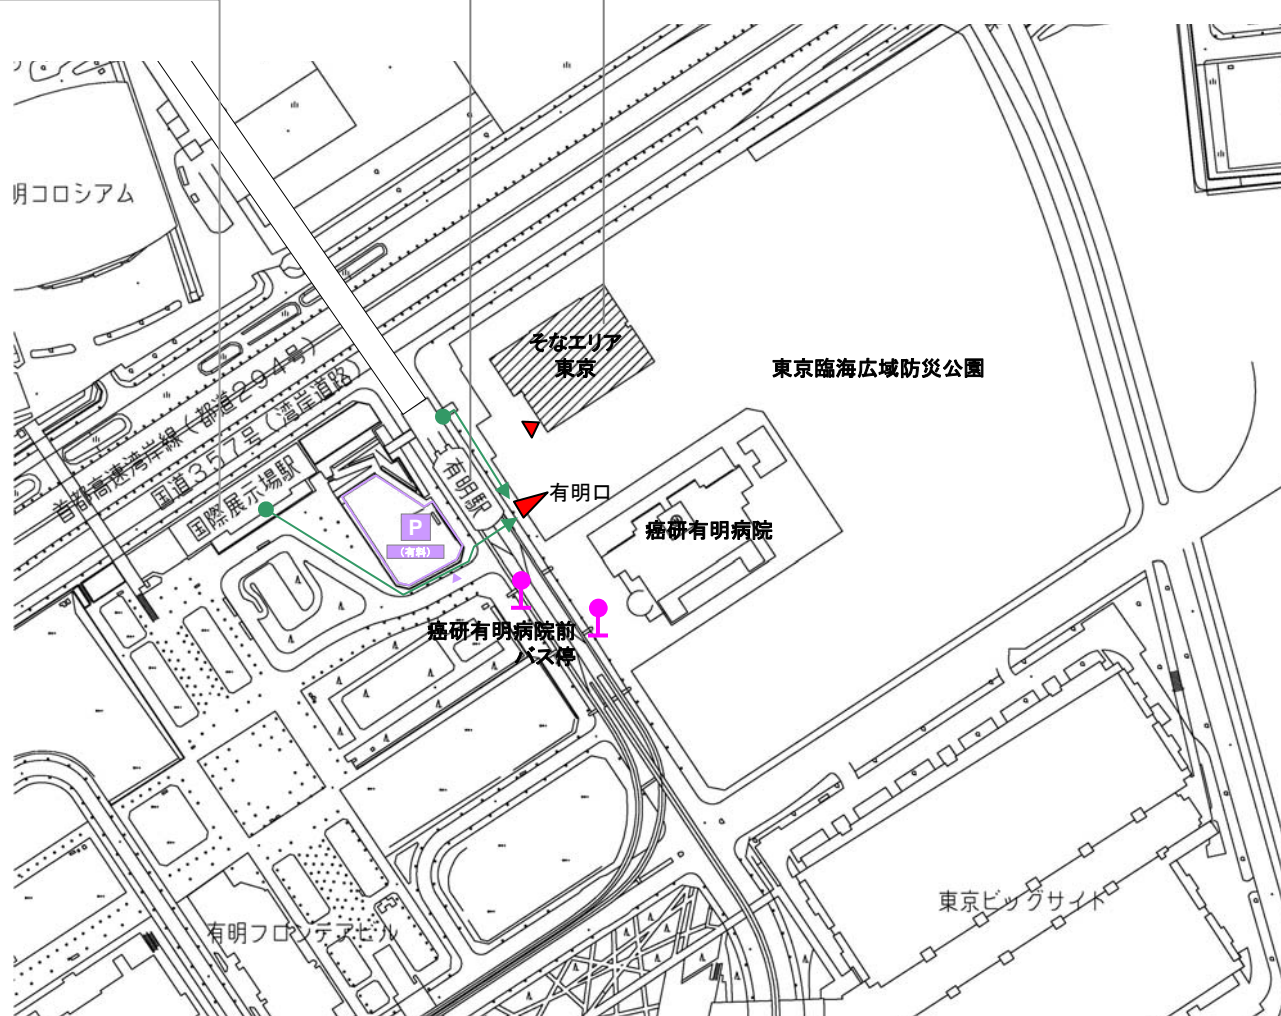 明コロシアム
そなエリア
東京
東京臨海広域防災公園
首都高速湾岸線(都道294号)
国道357号(湾岸道路)
国際展示場駅
有明駅
有明口
P
(有料)
癌研有明病院
癌研有明病院前
バス停
東京ビッグサイト
有明フロンテアビル